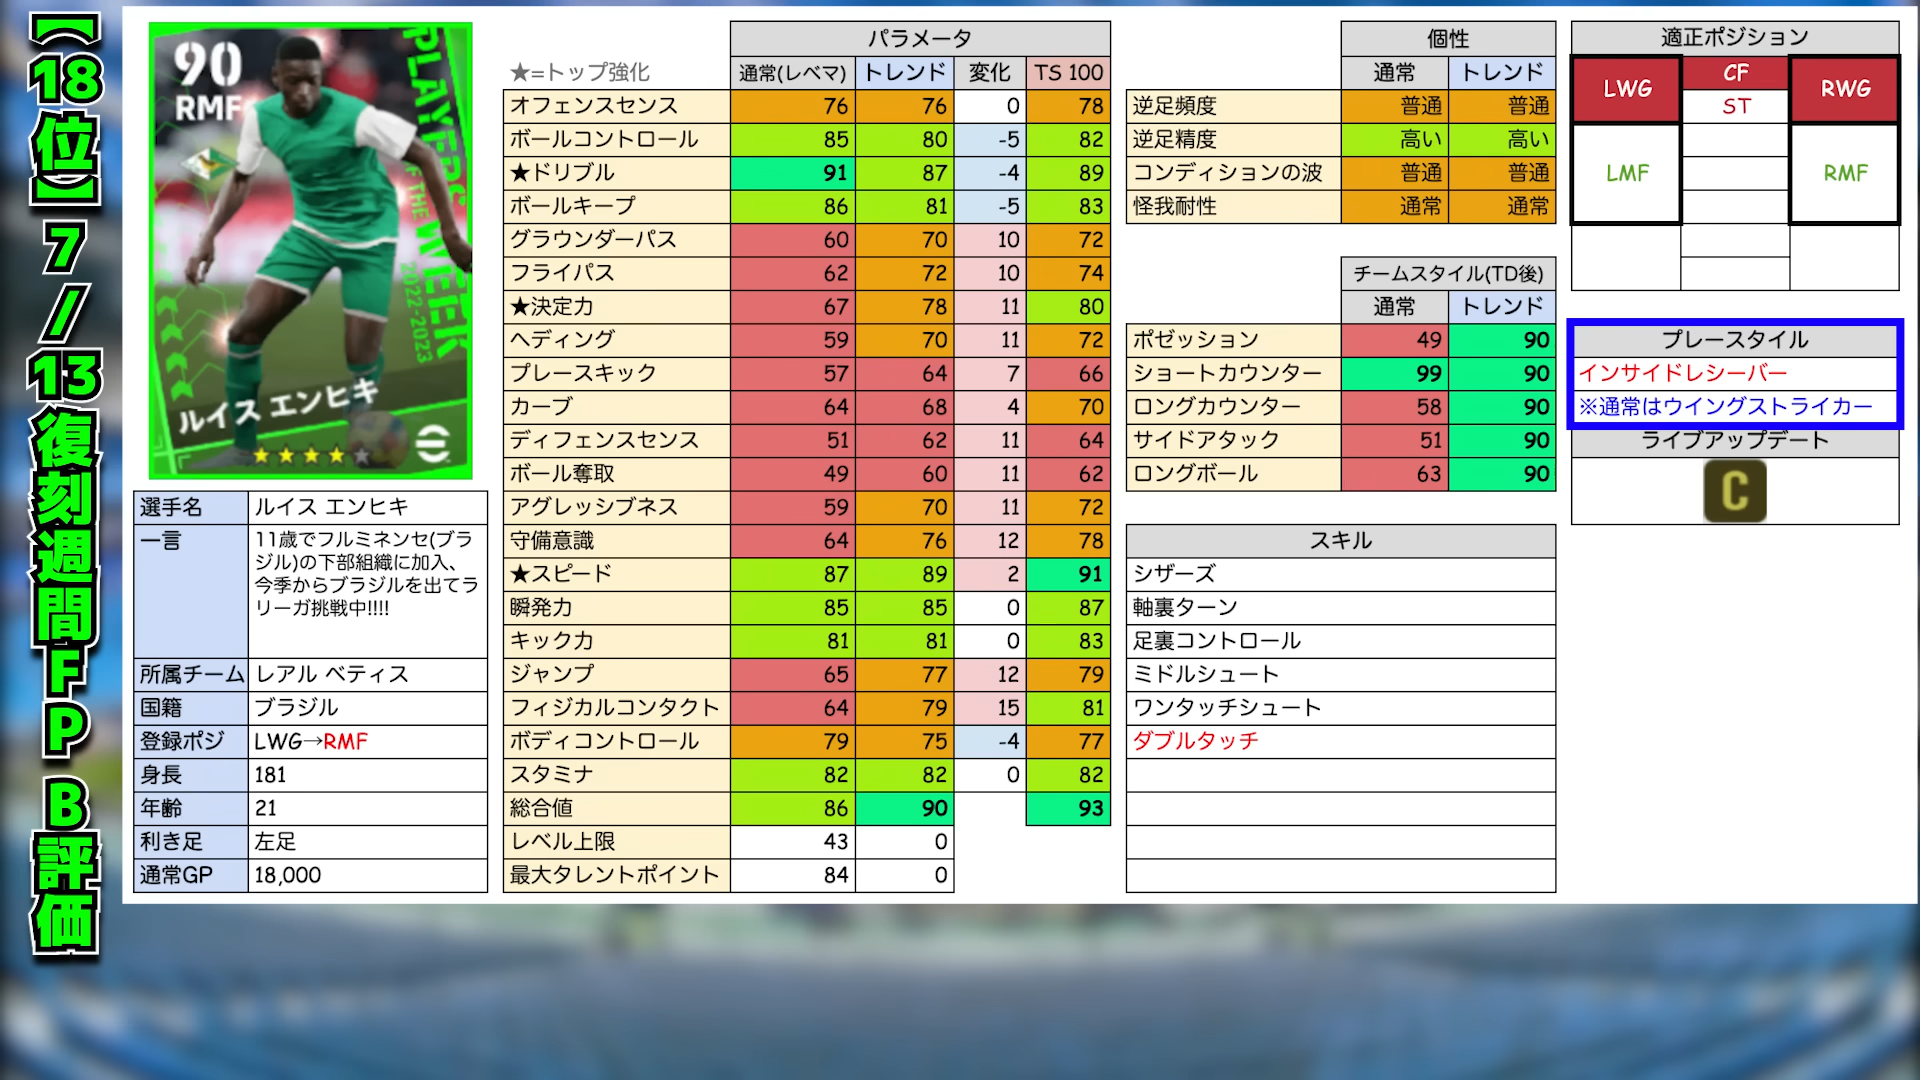 【18位】7/13復刻週間FP B評価
90
RMF
PLAYERS OF THE WEEK
2022-2023
ルイス エンヒキ
選手名 ルイス エンヒキ
一言 11歳でフルミネンセ(ブラ
ジル)の下部組織に加入、
今季からブラジルを出てラ
リーガ挑戦中!!!!
所属チーム レアル ベティス
国籍 ブラジル
登録ポジ LWG→RMF
身長 181
年齢 21
利き足 左足
通常GP 18,000
パラメータ
★=トップ強化 通常(レベマ) トレンド 変化 TS 100
オフェンスセンス 76 76 0 78
ボールコントロール 85 80 -5 82
★ドリブル 91 87 -4 89
ボールキープ 86 81 -5 83
グラウンダーパス 60 70 10 72
フライパス 62 72 10 74
★決定力 67 78 11 80
ヘディング 59 70 11 72
プレースキック 57 64 7 66
カーブ 64 68 4 70
ディフェンスセンス 51 62 11 64
ボール奪取 49 60 11 62
アグレッシブネス 59 70 11 72
守備意識 64 76 12 78
★スピード 87 89 2 91
瞬発力 85 85 0 87
キック力 81 81 0 83
ジャンプ 65 77 12 79
フィジカルコンタクト 64 79 15 81
ボディコントロール 79 75 -4 77
スタミナ 82 82 0 82
総合値 86 90 93
レベル上限 43 0
最大タレントポイント 84 0
個性
通常 トレンド
逆足頻度 普通 普通
逆足精度 高い 高い
コンディションの波 普通 普通
怪我耐性 通常 通常
チームスタイル(TD後)
通常 トレンド
ポゼッション 49 90
ショートカウンター 99 90
ロングカウンター 58 90
サイドアタック 51 90
ロングボール 63 90
スキル
シザーズ
軸裏ターン
足裏コントロール
ミドルシュート
ワンタッチシュート
ダブルタッチ
適正ポジション
LWG CF RWG
ST
LMF RMF
プレースタイル
インサイドレシーバー
※通常はウイングストライカー
ライブアップデート
C